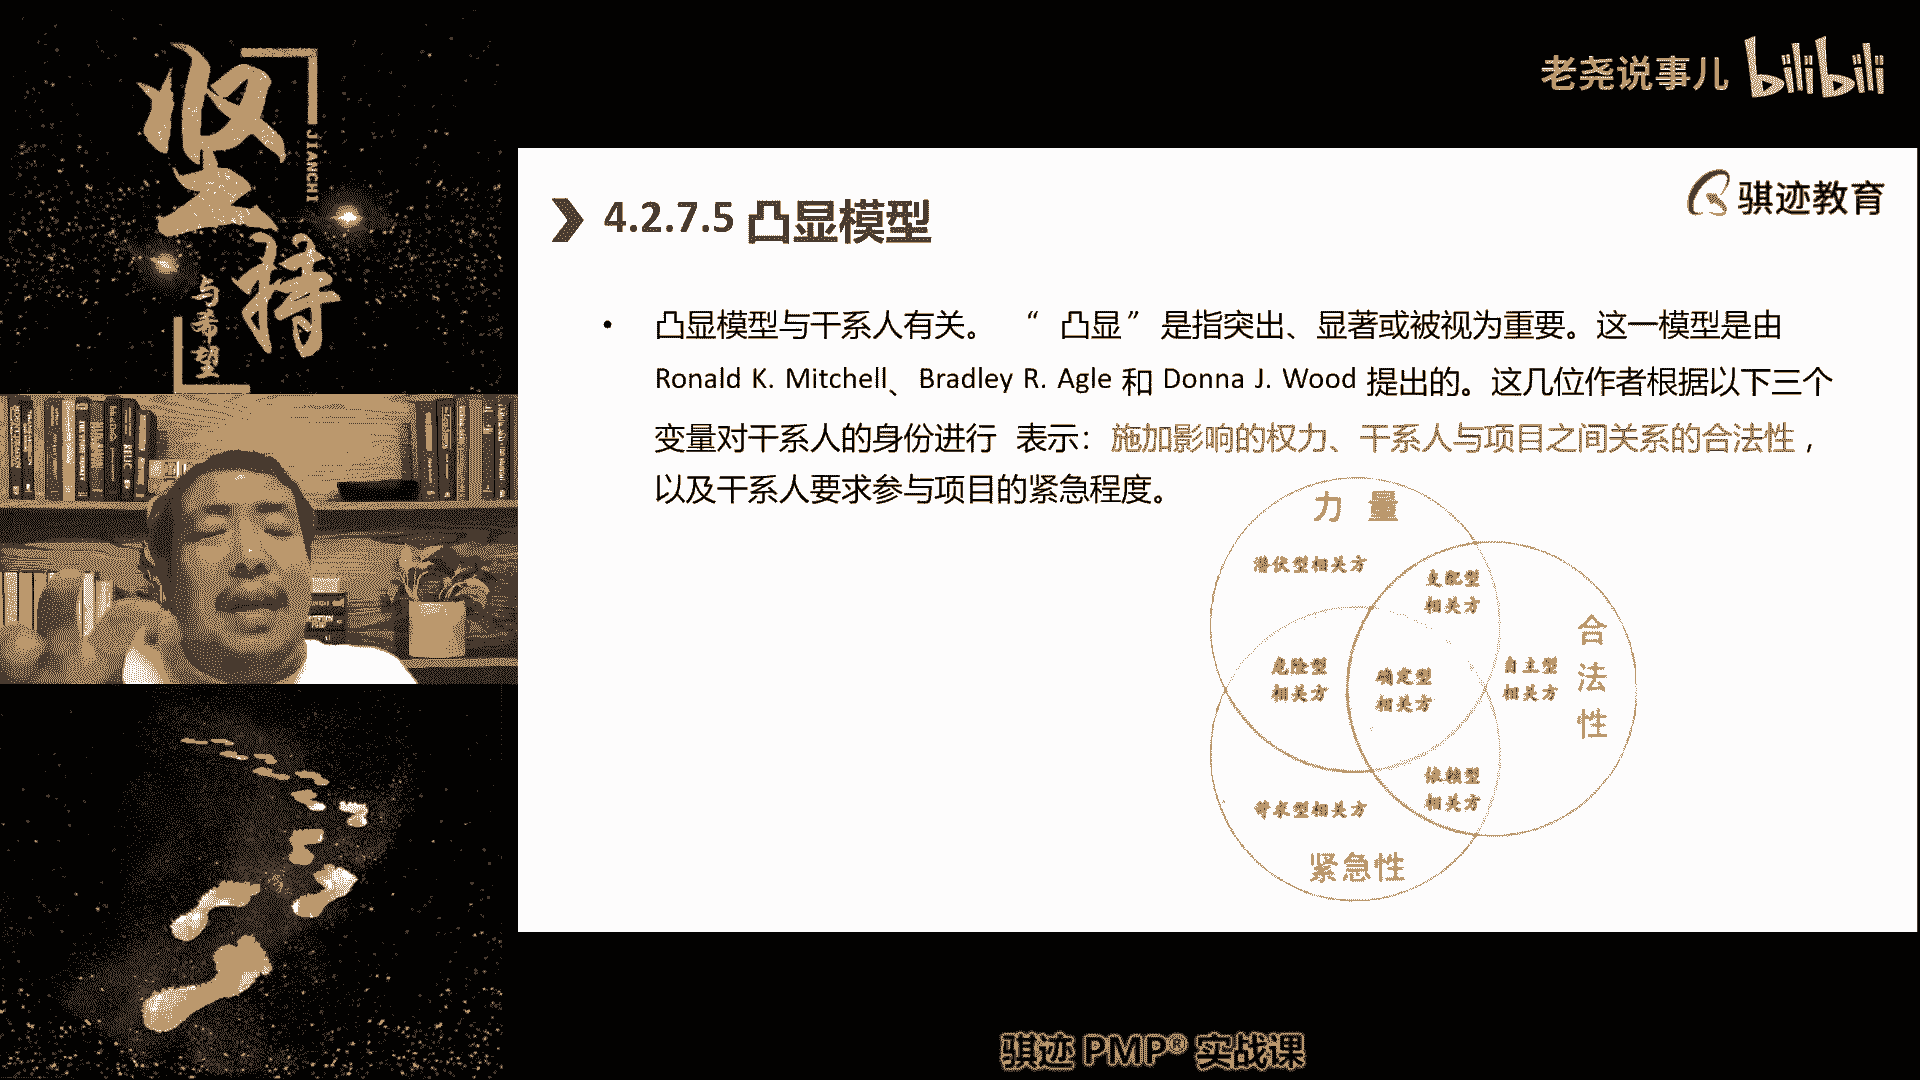 坚持
JIANCHI
与希望
老尧说事儿 bilibili
骐迹教育
4.2.7.5 凸显模型
• 凸显模型与干系人有关。 “ 凸显” 是指突出、显著或被视为重要。这一模型是由
Ronald K. Mitchell、Bradley R. Agle 和 Donna J. Wood 提出的。这几位作者根据以下三个
变量对干系人的身份进行 表示：施加影响的权力、干系人与项目之间关系的合法性，
以及干系人要求参与项目的紧急程度。
力 量
潜伏型相关方
支配型
相关方
合法性
危险型
相关方
确定型
相关方
自主型
相关方
依赖型
相关方
苛求型相关方
紧急性
骐迹 PMP® 实战课